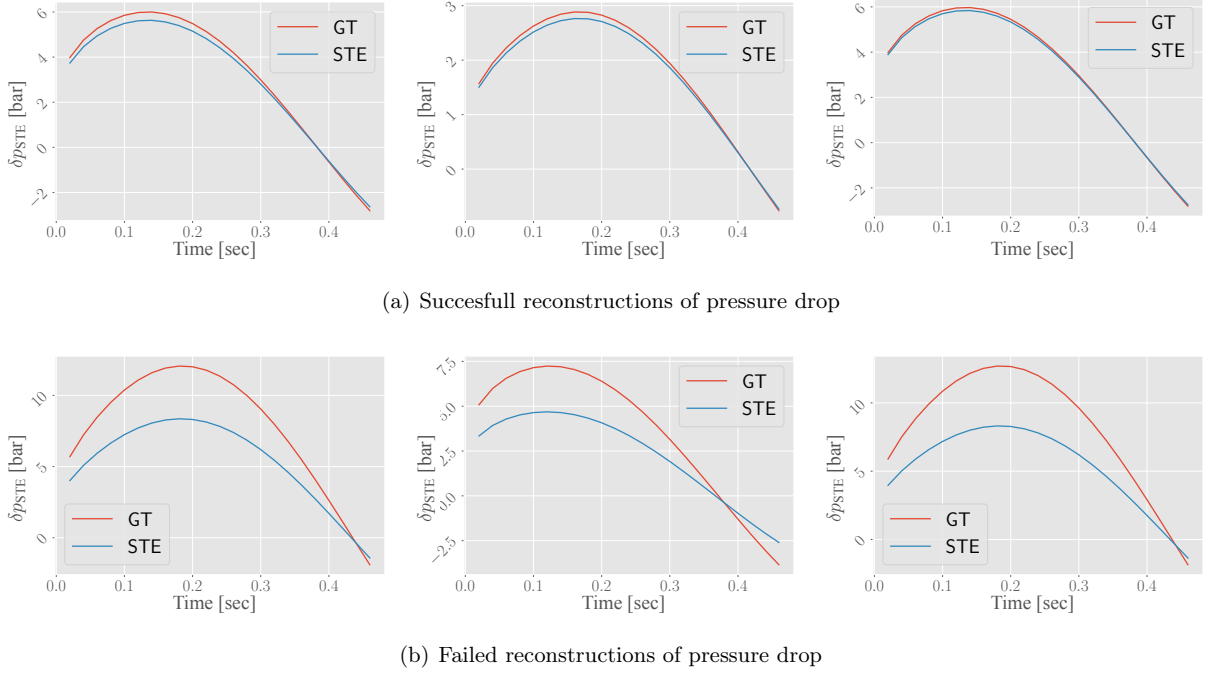 6
4
2
0
−2
δpSTE [bar]
GT
STE
0.0 0.1 0.2 0.3 0.4
Time [sec]
3
2
1
0
δpSTE [bar]
GT
STE
0.0 0.1 0.2 0.3 0.4
Time [sec]
6
4
2
0
−2
δpSTE [bar]
GT
STE
0.0 0.1 0.2 0.3 0.4
Time [sec]
(a) Succesfull reconstructions of pressure drop
10
5
0
δpSTE [bar]
GT
STE
0.0 0.1 0.2 0.3 0.4
Time [sec]
7.5
5.0
2.5
0.0
−2.5
δpSTE [bar]
GT
STE
0.0 0.1 0.2 0.3 0.4
Time [sec]
10
5
0
δpSTE [bar]
GT
STE
0.0 0.1 0.2 0.3 0.4
Time [sec]
(b) Failed reconstructions of pressure drop